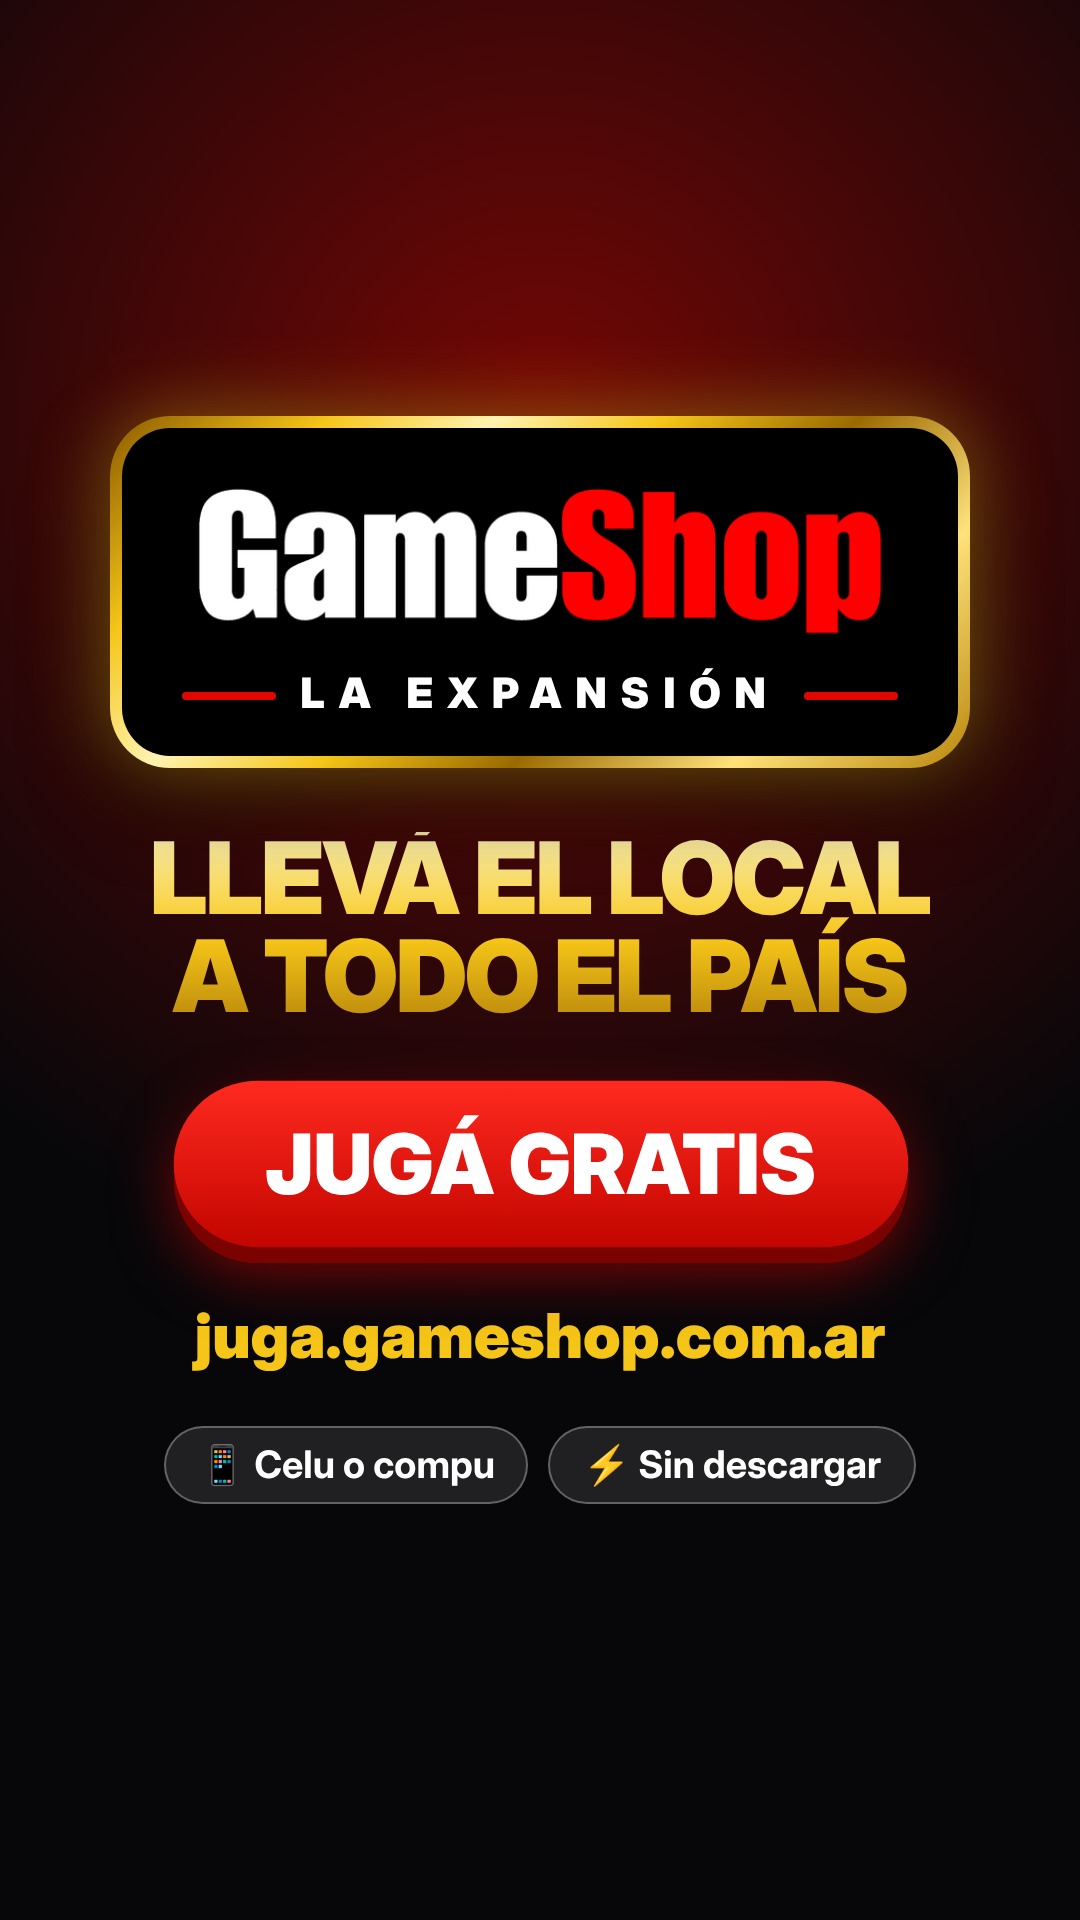 GameShop
LA EXPANSIÓN
LLEVÁ EL LOCAL
A TODO EL PAÍS
JUGÁ GRATIS
juga.gameshop.com.ar
📱 Celu o compu
⚡ Sin descargar